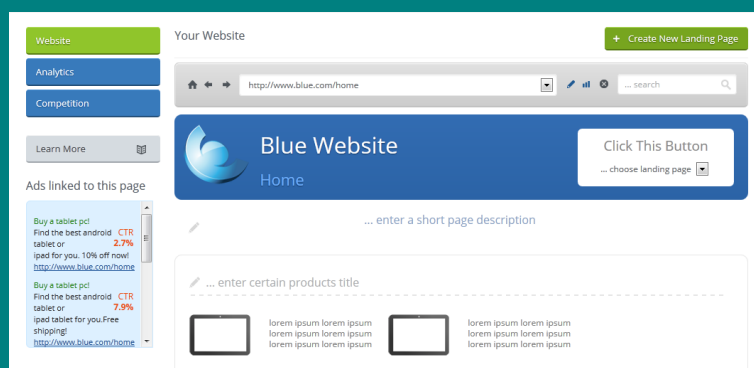 Website
Analytics
Competition
Learn More
Ads linked to this page
Buy a tablet pc!
Find the best android CTR
tablet or 2.7%
ipad for you. 10% off now!
http://www.blue.com/home
Buy a tablet pc!
Find the best android CTR
tablet or 7.9%
ipad tablet for you.Free
shipping!
http://www.blue.com/home
Your Website
+ Create New Landing Page
http://www.blue.com/home
... search
Blue Website
Home
Click This Button
... choose landing page
... enter a short page description
... enter certain products title
lorem ipsum lorem ipsum
lorem ipsum lorem ipsum
lorem ipsum lorem ipsum
lorem ipsum lorem ipsum
lorem ipsum lorem ipsum
lorem ipsum lorem ipsum